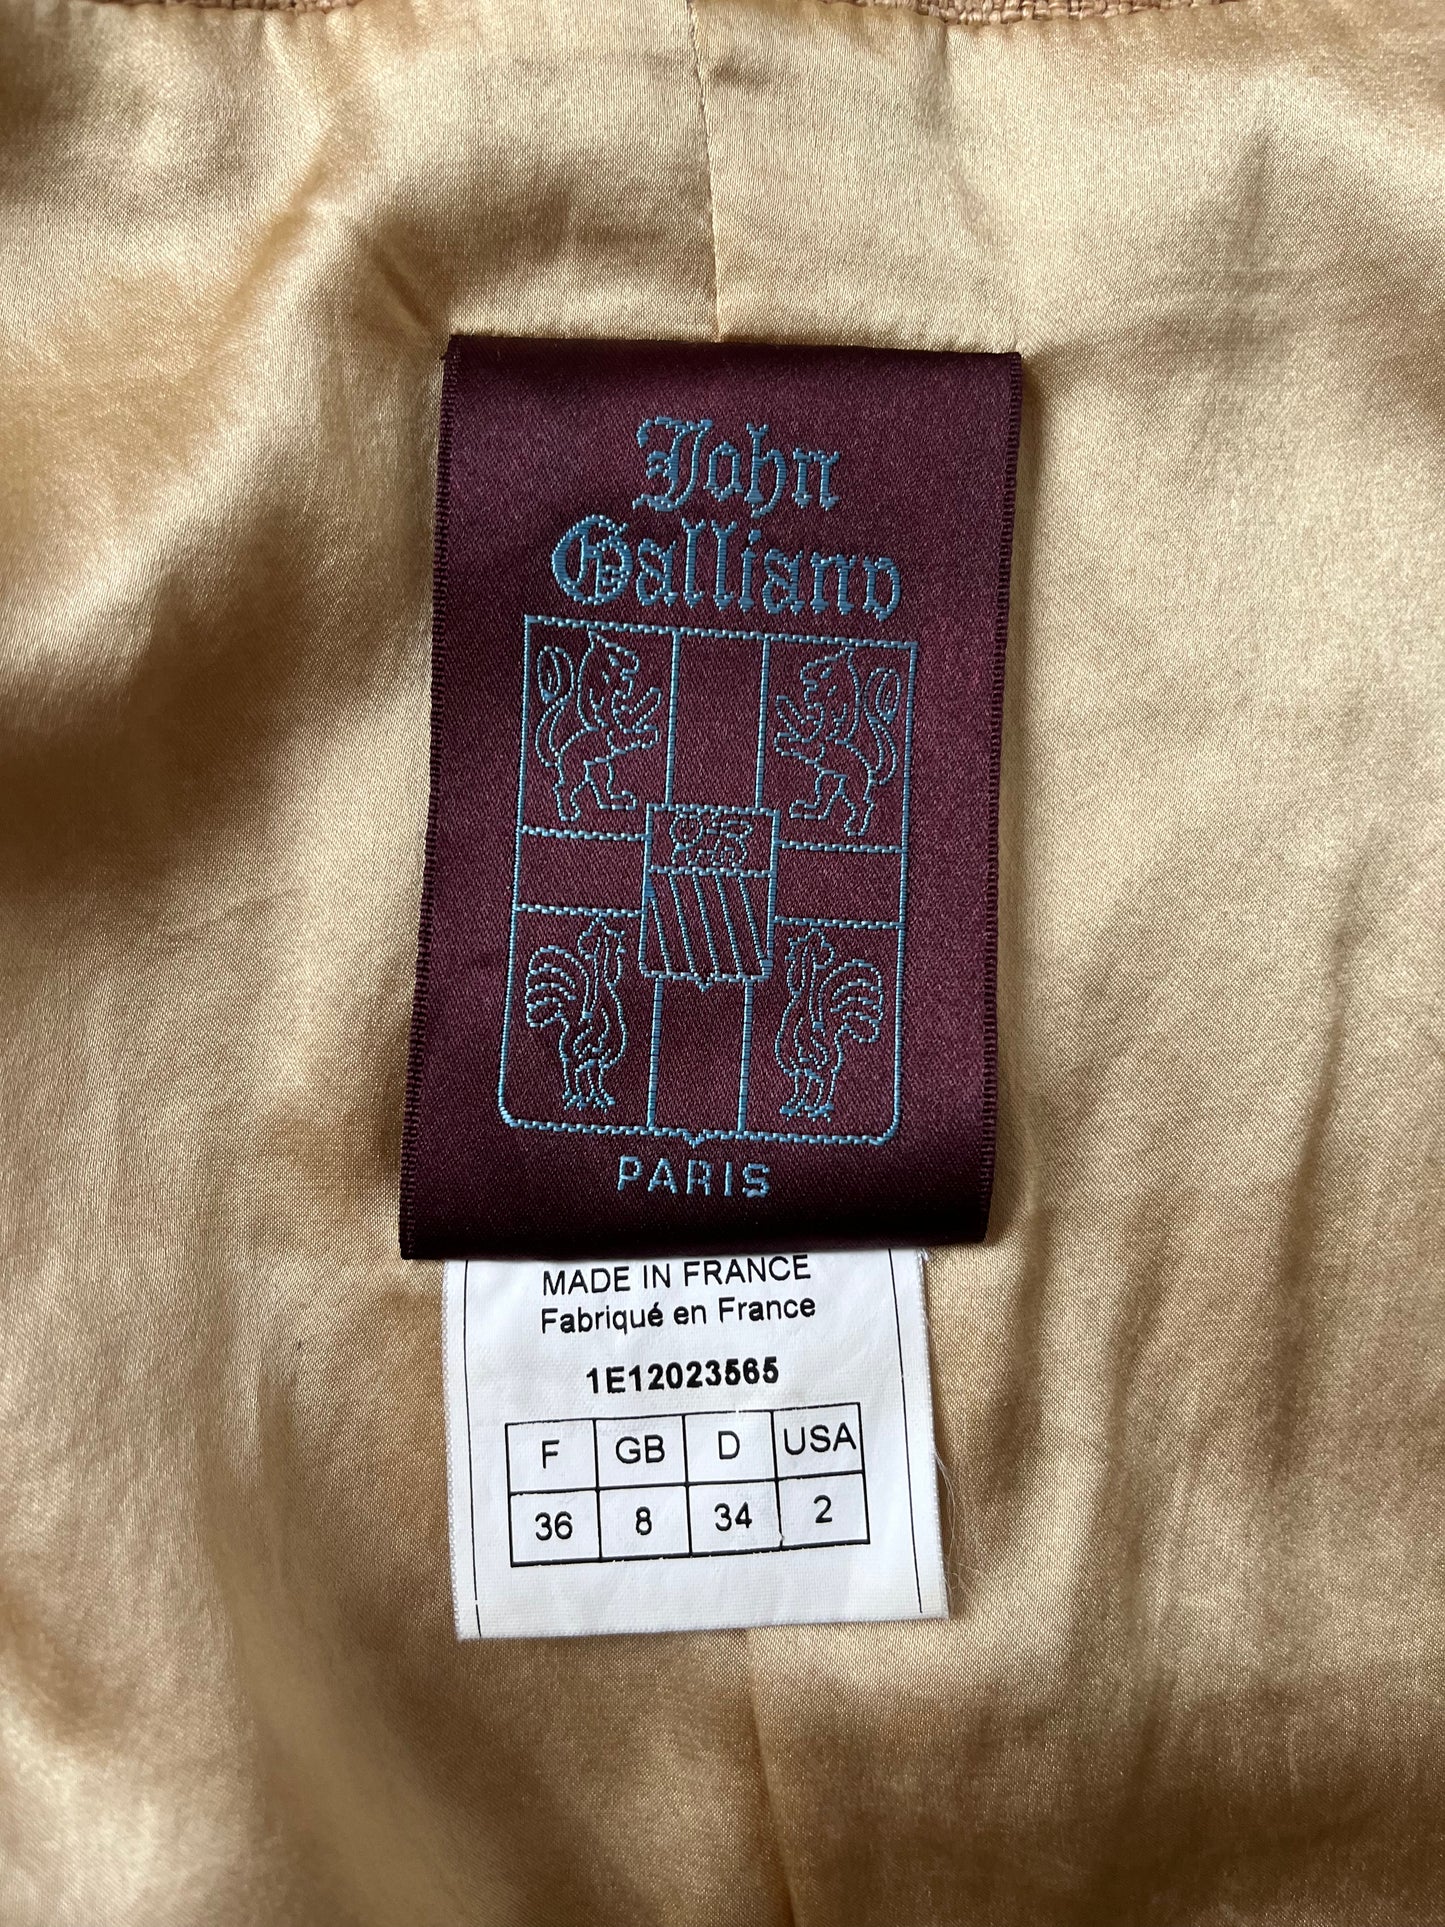 John
Galliano
PARIS
MADE IN FRANCE
Fabriqué en France
1E12023565
F GB D USA
36 8 34 2